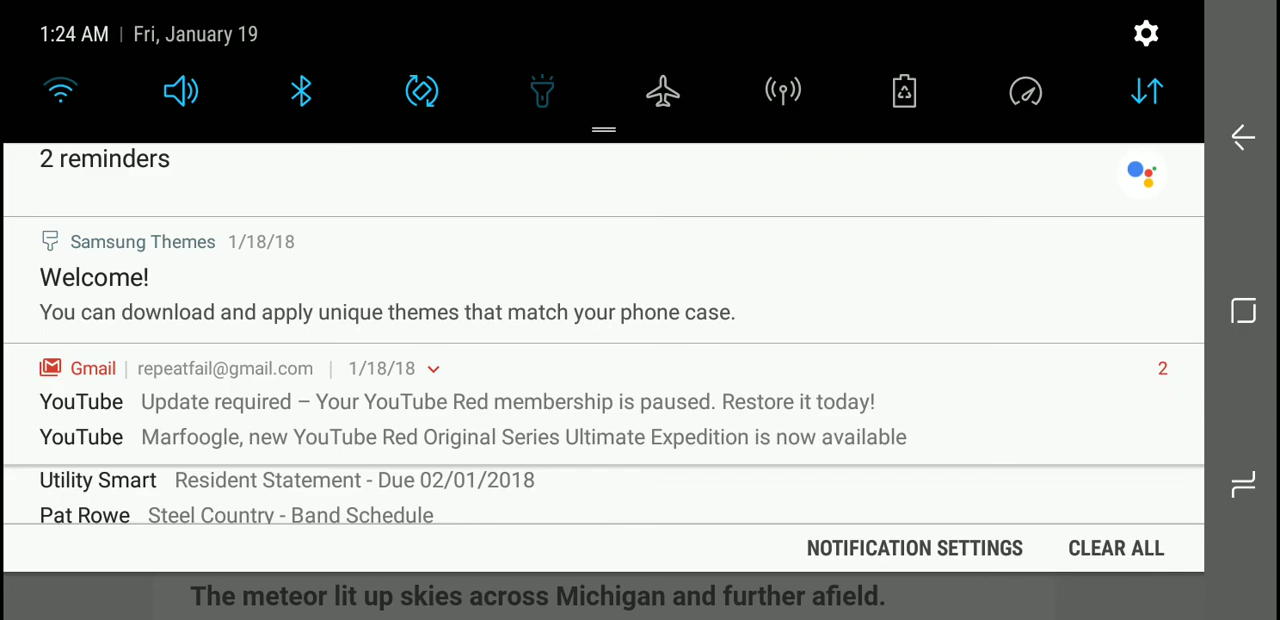 1:24 AM | Fri, January 19
2 reminders
Samsung Themes 1/18/18
Welcome!
You can download and apply unique themes that match your phone case.
Gmail | repeatfail@gmail.com | 1/18/18 2
YouTube Update required – Your YouTube Red membership is paused. Restore it today!
YouTube Marfoogle, new YouTube Red Original Series Ultimate Expedition is now available
Utility Smart Resident Statement - Due 02/01/2018
Pat Rowe Steel Country - Band Schedule
NOTIFICATION SETTINGS CLEAR ALL
The meteor lit up skies across Michigan and further afield.